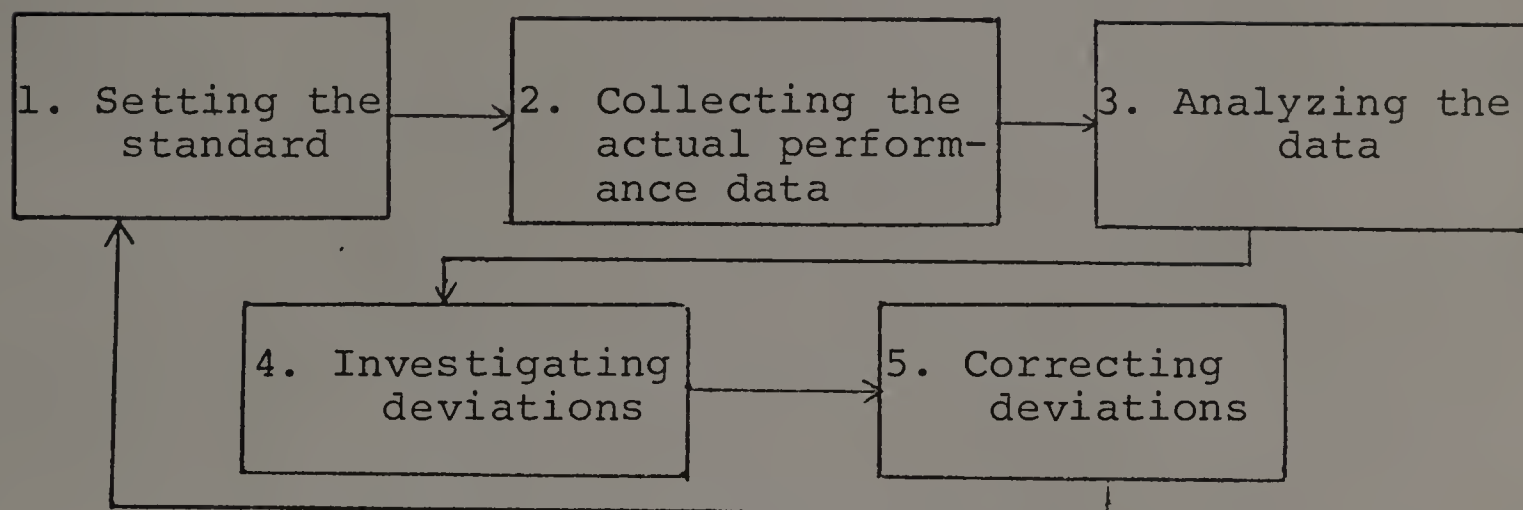 1. Setting the
standard
2. Collecting the
actual perform-
ance data
3. Analyzing the
data
4. Investigating
deviations
5. Correcting
deviations